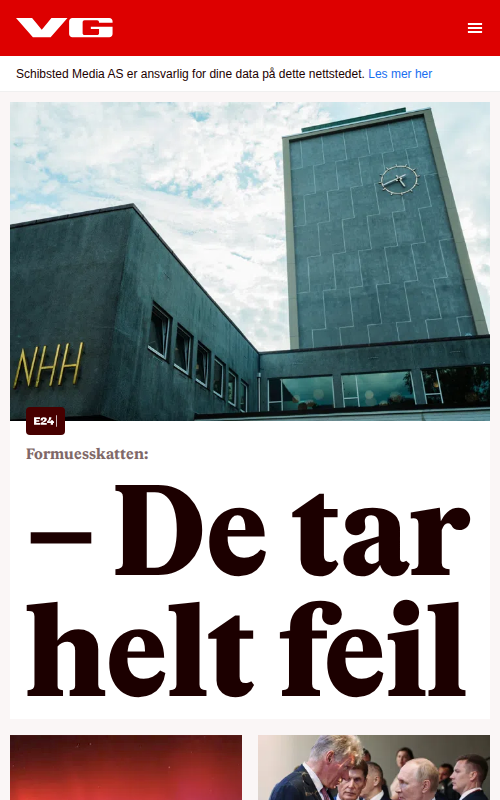 VG
Schibsted Media AS er ansvarlig for dine data på dette nettstedet. Les mer her
NHH
E24
Formuesskatten:
– De tar
helt feil